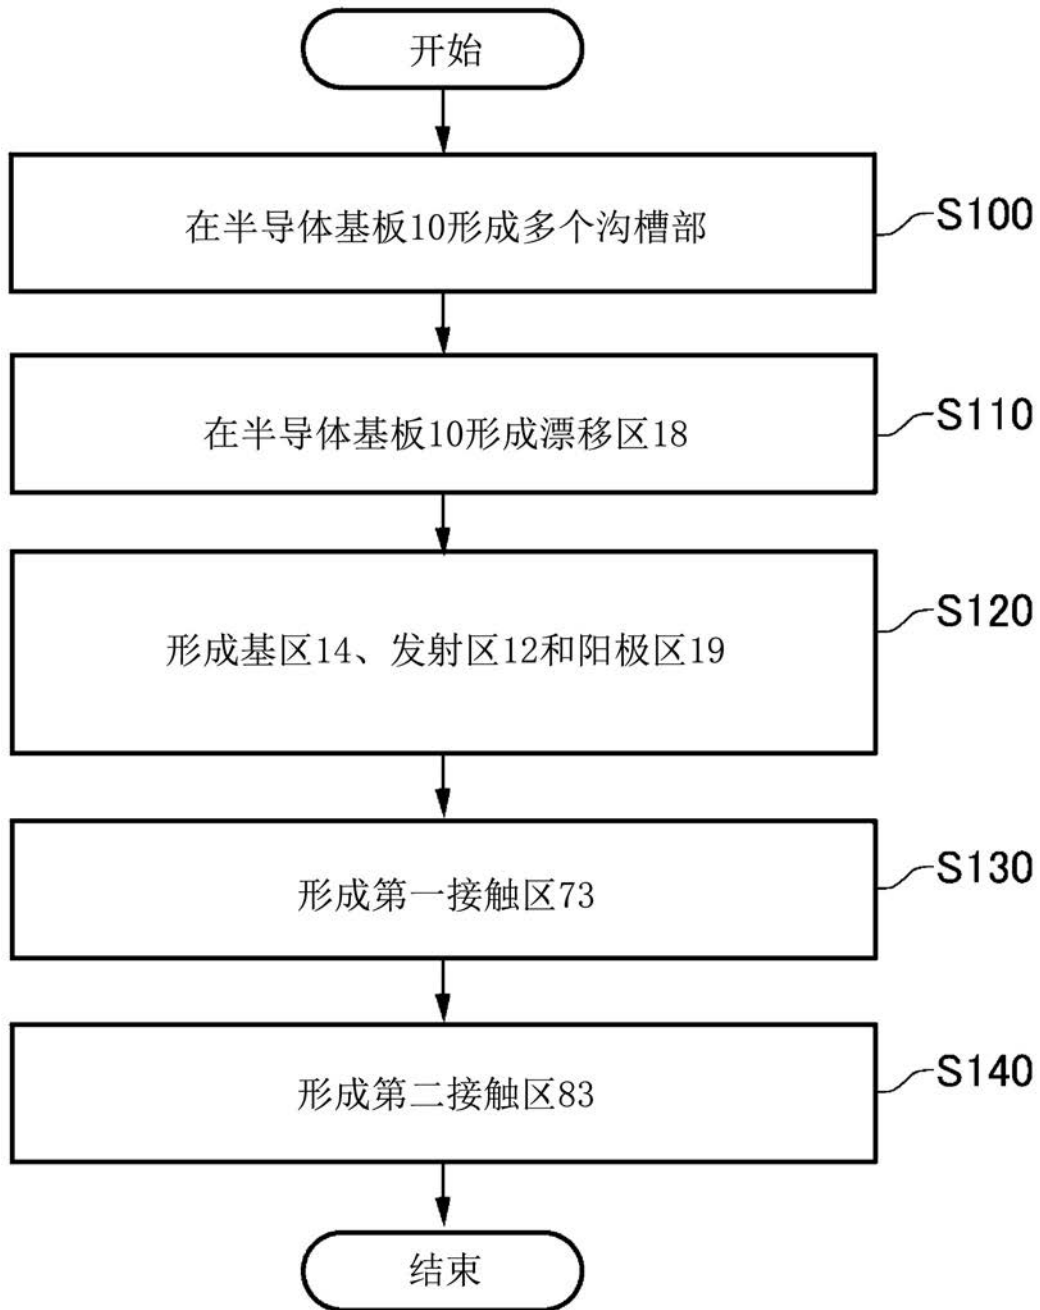 开始
在半导体基板10形成多个沟槽部
S100
在半导体基板10形成漂移区18
S110
形成基区14、发射区12和阳极区19
S120
形成第一接触区73
S130
形成第二接触区83
S140
结束